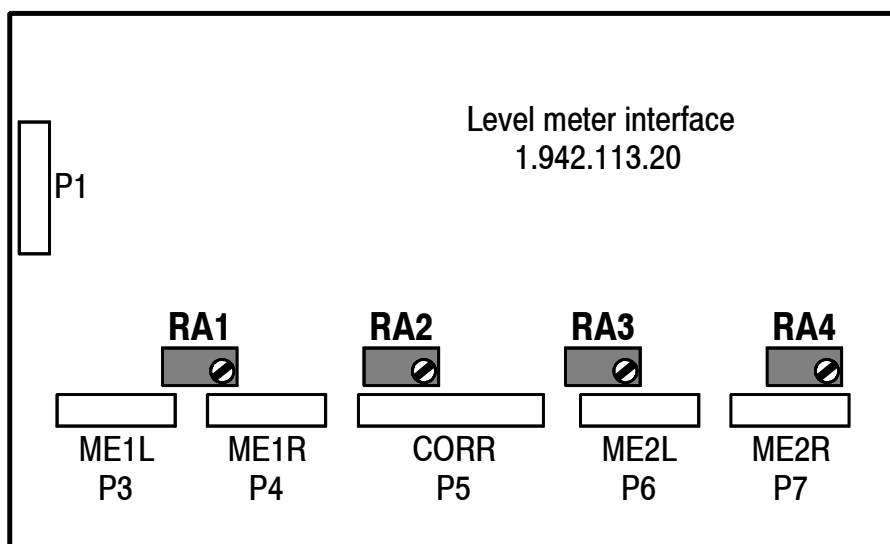 Level meter interface
1.942.113.20
P1
RA1 RA2 RA3 RA4
ME1L ME1R CORR ME2L ME2R
P3 P4 P5 P6 P7